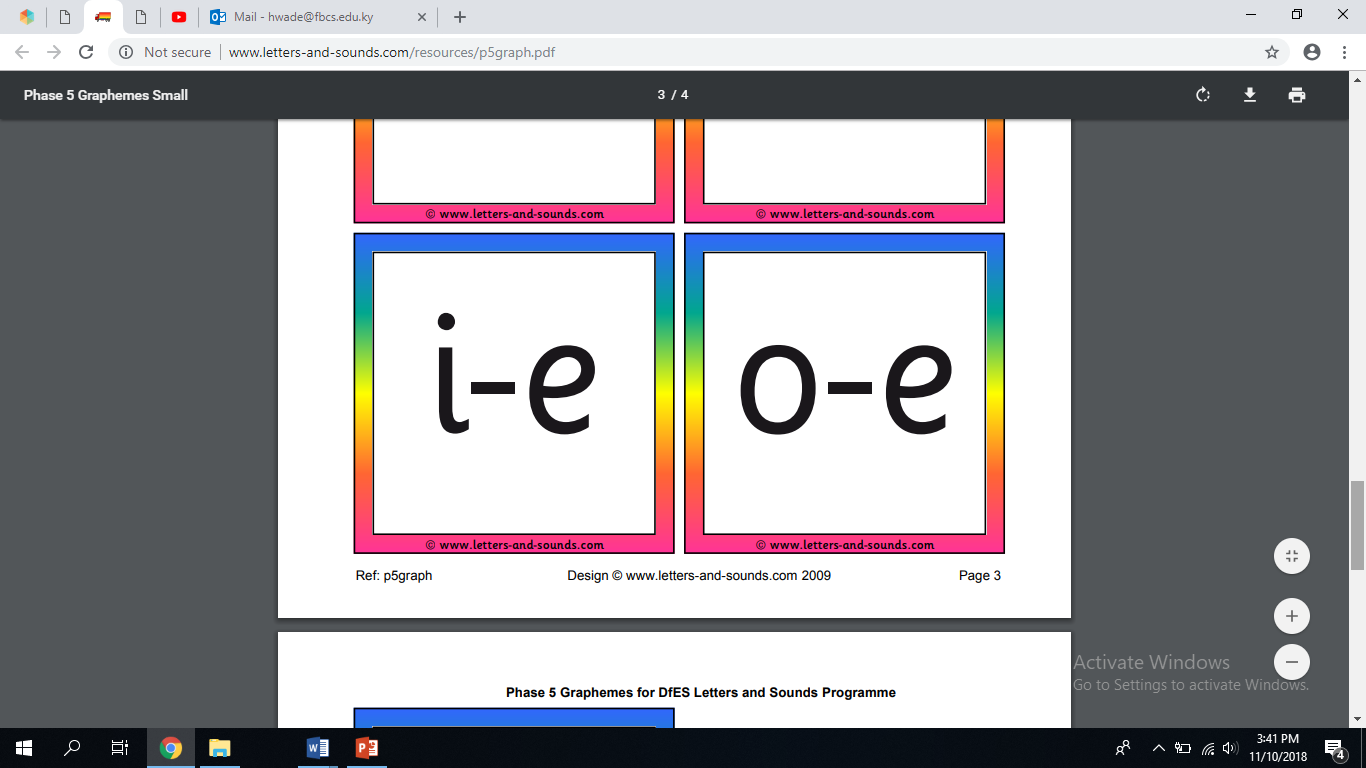 Mail - hwade@fbcs.edu.ky
Not secure www.letters-and-sounds.com/resources/p5graph.pdf
Phase 5 Graphemes Small 3 / 4
© www.letters-and-sounds.com © www.letters-and-sounds.com
i-e o-e
© www.letters-and-sounds.com © www.letters-and-sounds.com
Ref: p5graph Design © www.letters-and-sounds.com 2009 Page 3
Activate Windows
Go to Settings to activate Windows.
Phase 5 Graphemes for DfES Letters and Sounds Programme
3:41 PM
11/10/2018
4